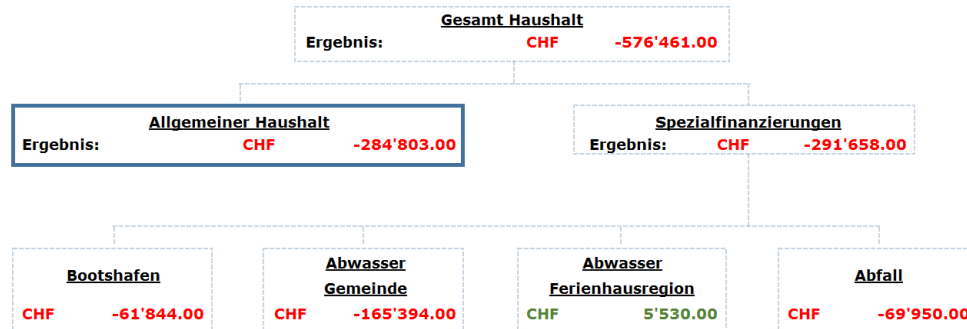 Gesamt Haushalt
Ergebnis: CHF -576'461.00
Allgemeiner Haushalt
Ergebnis: CHF -284'803.00
Spezialfinanzierungen
Ergebnis: CHF -291'658.00
Bootshafen
CHF -61'844.00
Abwasser
Gemeinde
CHF -165'394.00
Abwasser
Ferienhausregion
CHF 5'530.00
Abfall
CHF -69'950.00